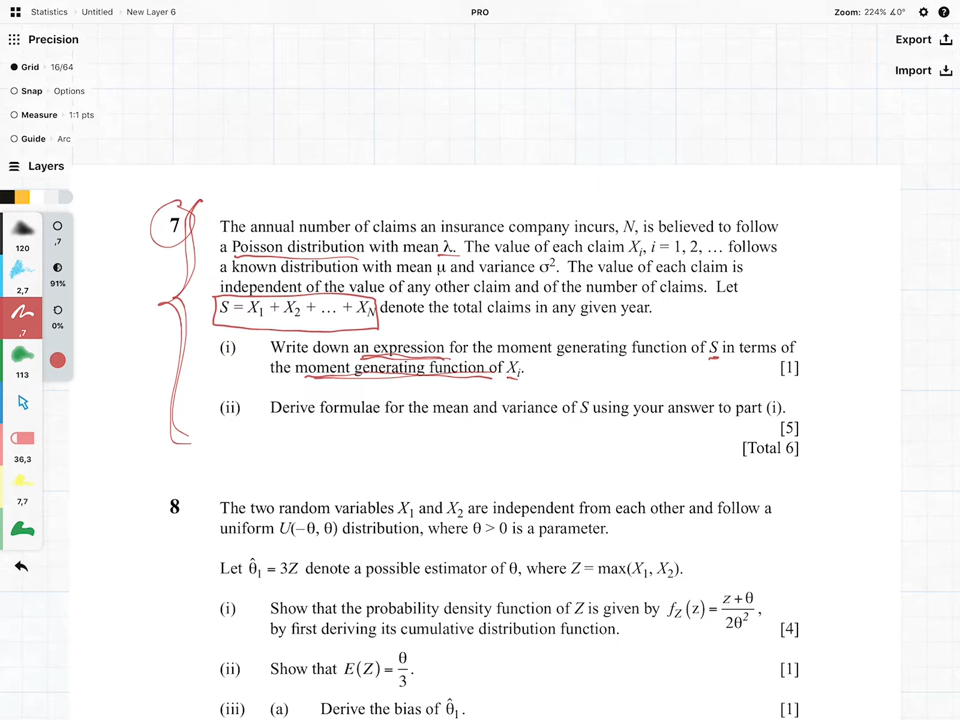 Statistics › Untitled › New Layer 6
PRO
Zoom: 224% ∡0°
Precision
Export
Grid › 16/64
Import
Snap › Options
Measure › 1:1 pts
Guide › Arc
Layers
120
2,7
,7
113
36,3
7,7
,7
91%
0%
7 The annual number of claims an insurance company incurs, N, is believed to follow
a Poisson distribution with mean λ. The value of each claim Xᵢ, i = 1, 2, … follows
a known distribution with mean μ and variance σ². The value of each claim is
independent of the value of any other claim and of the number of claims. Let
S = X₁ + X₂ + … + X_N denote the total claims in any given year.
(i) Write down an expression for the moment generating function of S in terms of
the moment generating function of Xᵢ. [1]
(ii) Derive formulae for the mean and variance of S using your answer to part (i).
[5]
[Total 6]
8 The two random variables X₁ and X₂ are independent from each other and follow a
uniform U(−θ, θ) distribution, where θ > 0 is a parameter.
Let θ̂₁ = 3Z denote a possible estimator of θ, where Z = max(X₁, X₂).
(i) Show that the probability density function of Z is given by f_Z(z) = (z+θ)/(2θ²),
by first deriving its cumulative distribution function. [4]
(ii) Show that E(Z) = θ/3. [1]
(iii) (a) Derive the bias of θ̂₁. [1]